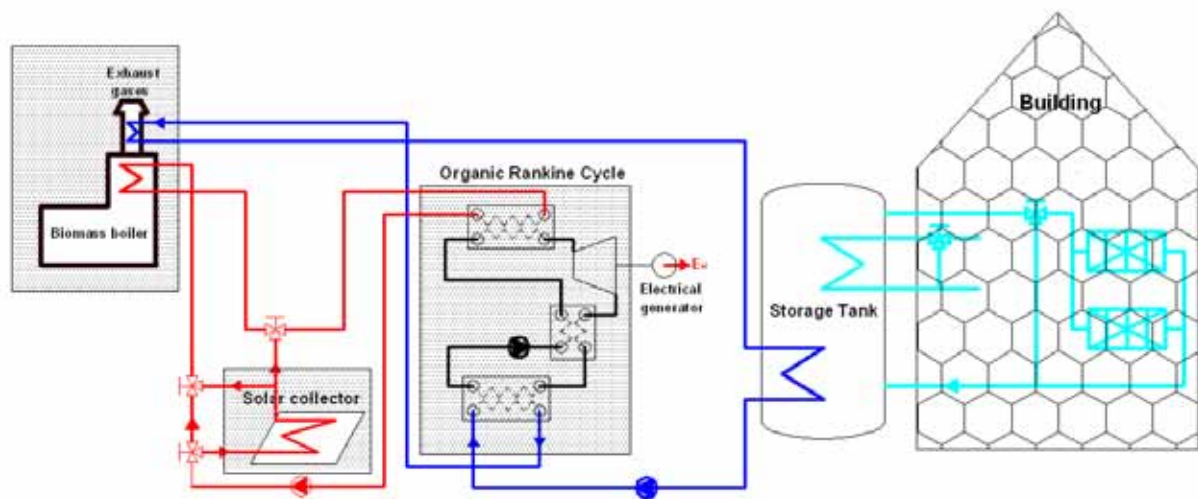 Exhaust
gases
Biomass boiler
Solar collector
Organic Rankine Cycle
Electrical
generator
Storage Tank
Building